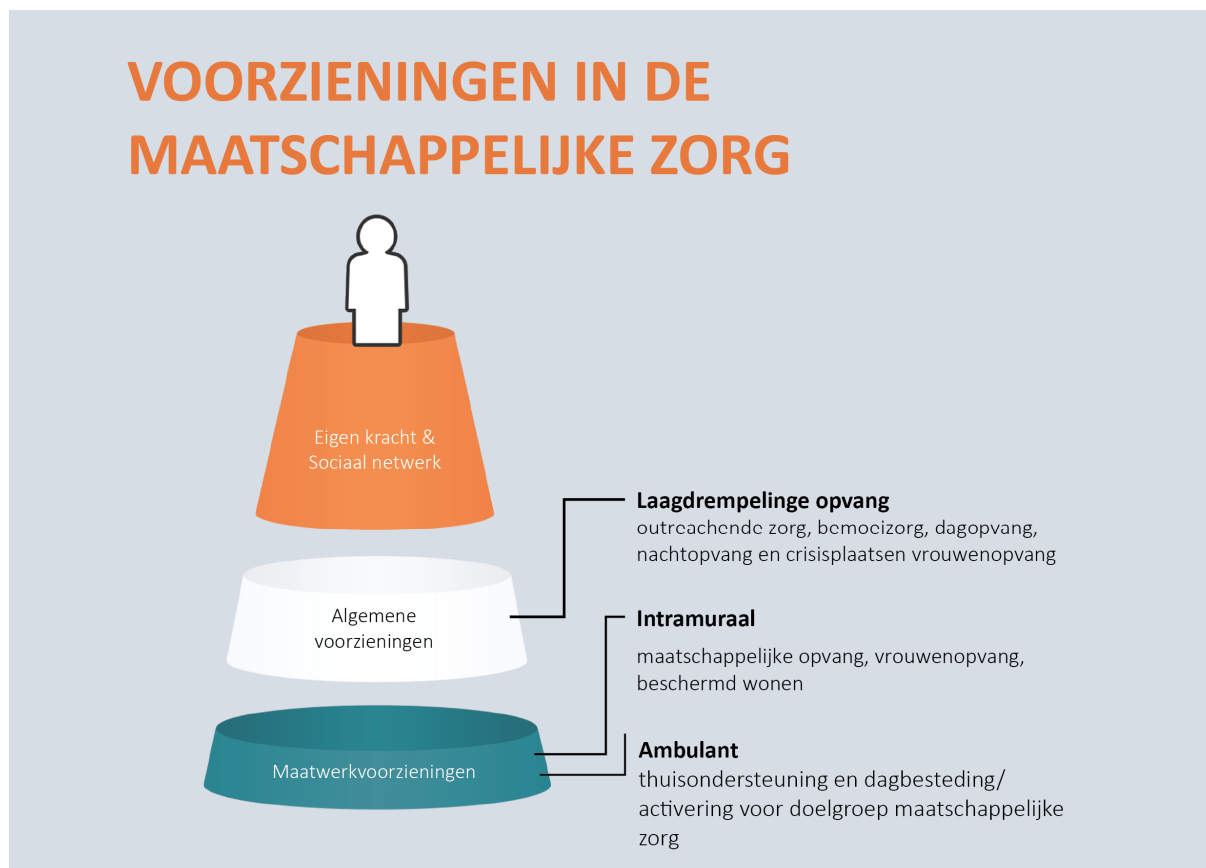 VOORZIENINGEN IN DE
MAATSCHAPPELIJKE ZORG
Eigen kracht &
Sociaal netwerk
Laagdrempelinge opvang
outreachende zorg, bemoeizorg, dagopvang,
nachtopvang en crisisplaatsen vrouwenopvang
Algemene
voorzieningen
Intramuraal
maatschappelijke opvang, vrouwenopvang,
beschermd wonen
Maatwerkvoorzieningen
Ambulant
thuisondersteuning en dagbesteding/
activering voor doelgroep maatschappelijke
zorg